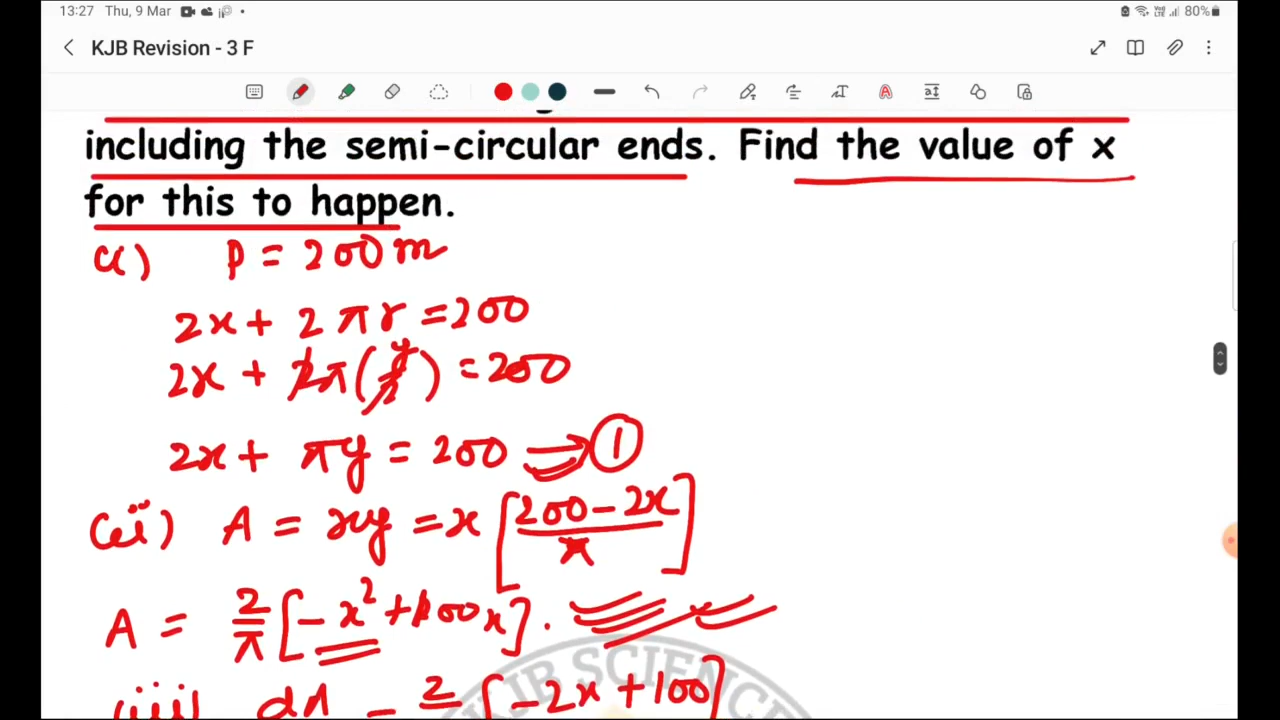 13:27 Thu, 9 Mar 80%
KJB Revision - 3 F
including the semi-circular ends. Find the value of x
for this to happen.
(i) P = 200 m
2x + 2πr = 200
2x + 2π(y/2) = 200
2x + πy = 200 ⇒ ①
(ii) A = xy = x [200 - 2x / π]
A = 2/π [-x² + 100x].
KJB SCIENCE
(iii) dA = 2 [-2x + 100]